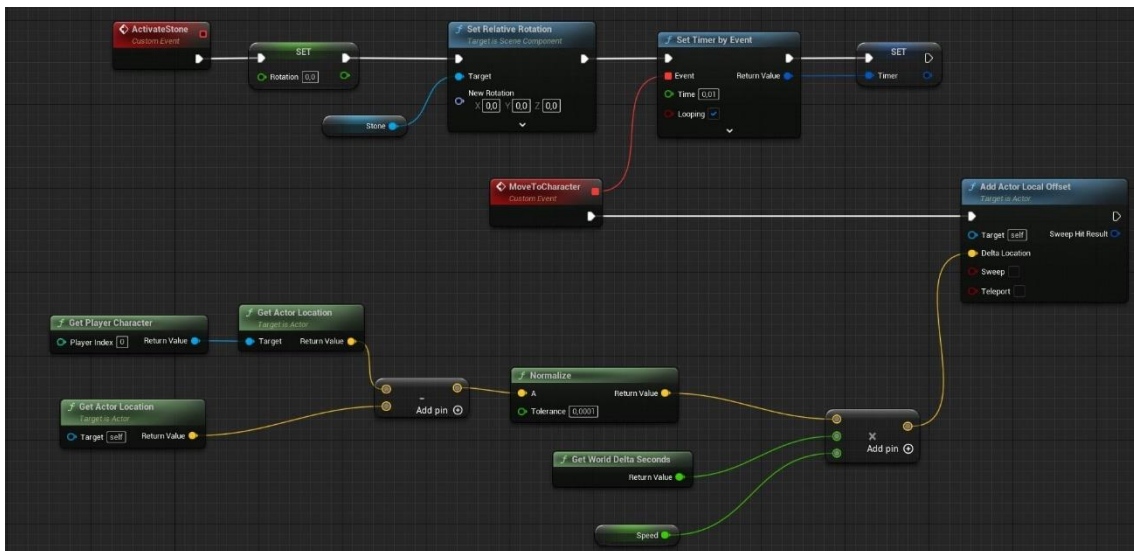 ActivateStone
Custom Event
SET
Rotation 0,0
Set Relative Rotation
Target is Scene Component
Target
New Rotation
X 0,0 Y 0,0 Z 0,0
Stone
f Set Timer by Event
Event Return Value
Time 0,01
Looping
SET
Timer
MoveToCharacter
Custom Event
f Add Actor Local Offset
Target is Actor
Target self Sweep Hit Result
Delta Location
Sweep
Teleport
f Get Player Character
Player Index 0 Return Value
f Get Actor Location
Target is Actor
Target Return Value
f Get Actor Location
Target self Return Value
-
Add pin
f Normalize
A Return Value
Tolerance 0,0001
f Get World Delta Seconds
Return Value
Speed
X
Add pin